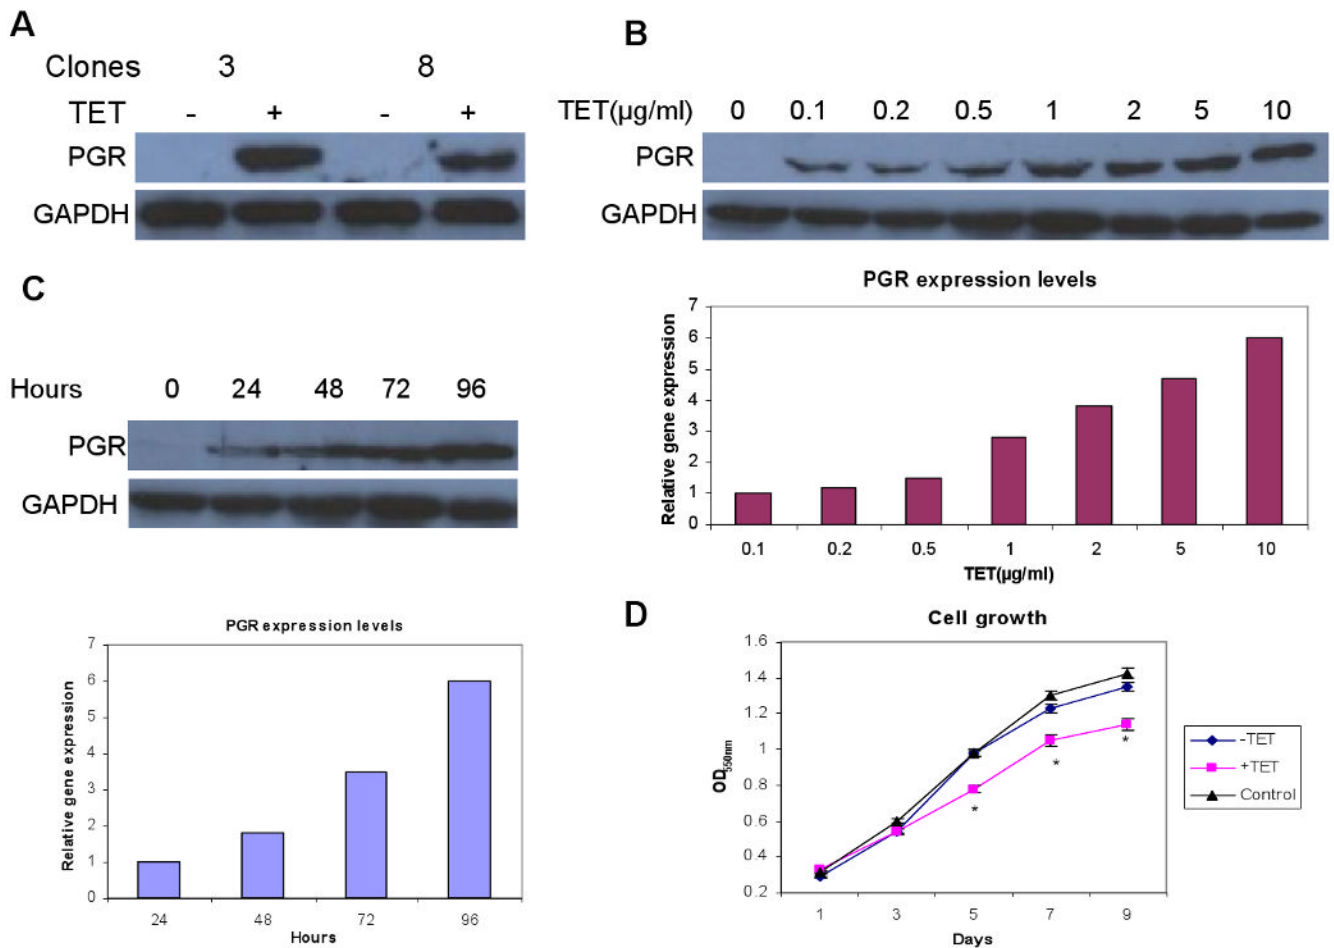 A
Clones 3 8
TET - + - +
PGR
GAPDH
B
TET(µg/ml) 0 0.1 0.2 0.5 1 2 5 10
PGR
GAPDH
PGR expression levels
Relative gene expression
7
6
5
4
3
2
1
0
0.1 0.2 0.5 1 2 5 10
TET(µg/ml)
C
Hours 0 24 48 72 96
PGR
GAPDH
PGR expression levels
Relative gene expression
7
6
5
4
3
2
1
0
24 48 72 96
Hours
D
Cell growth
OD550nm
1.6
1.4
1.2
1
0.8
0.6
0.4
0.2
* * *
1 3 5 7 9
Days
-TET
+TET
Control